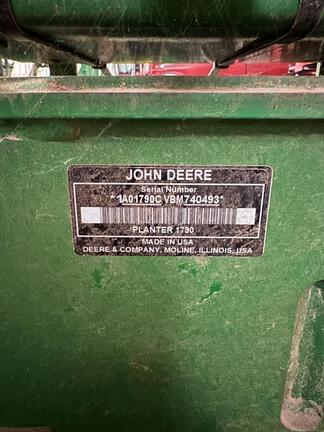 JOHN DEERE
Serial Number
*1A01790CVBM740493*
PLANTER 1790
MADE IN USA
DEERE & COMPANY, MOLINE, ILLINOIS, USA